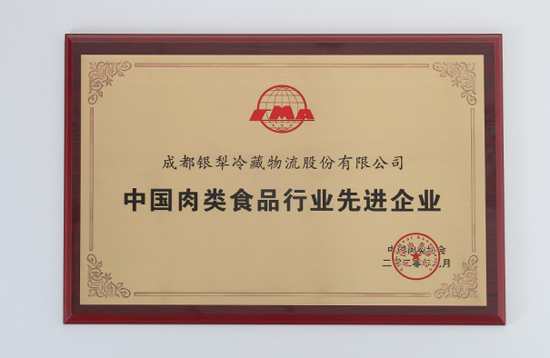 CMA
成都银犁冷藏物流股份有限公司
中国肉类食品行业先进企业